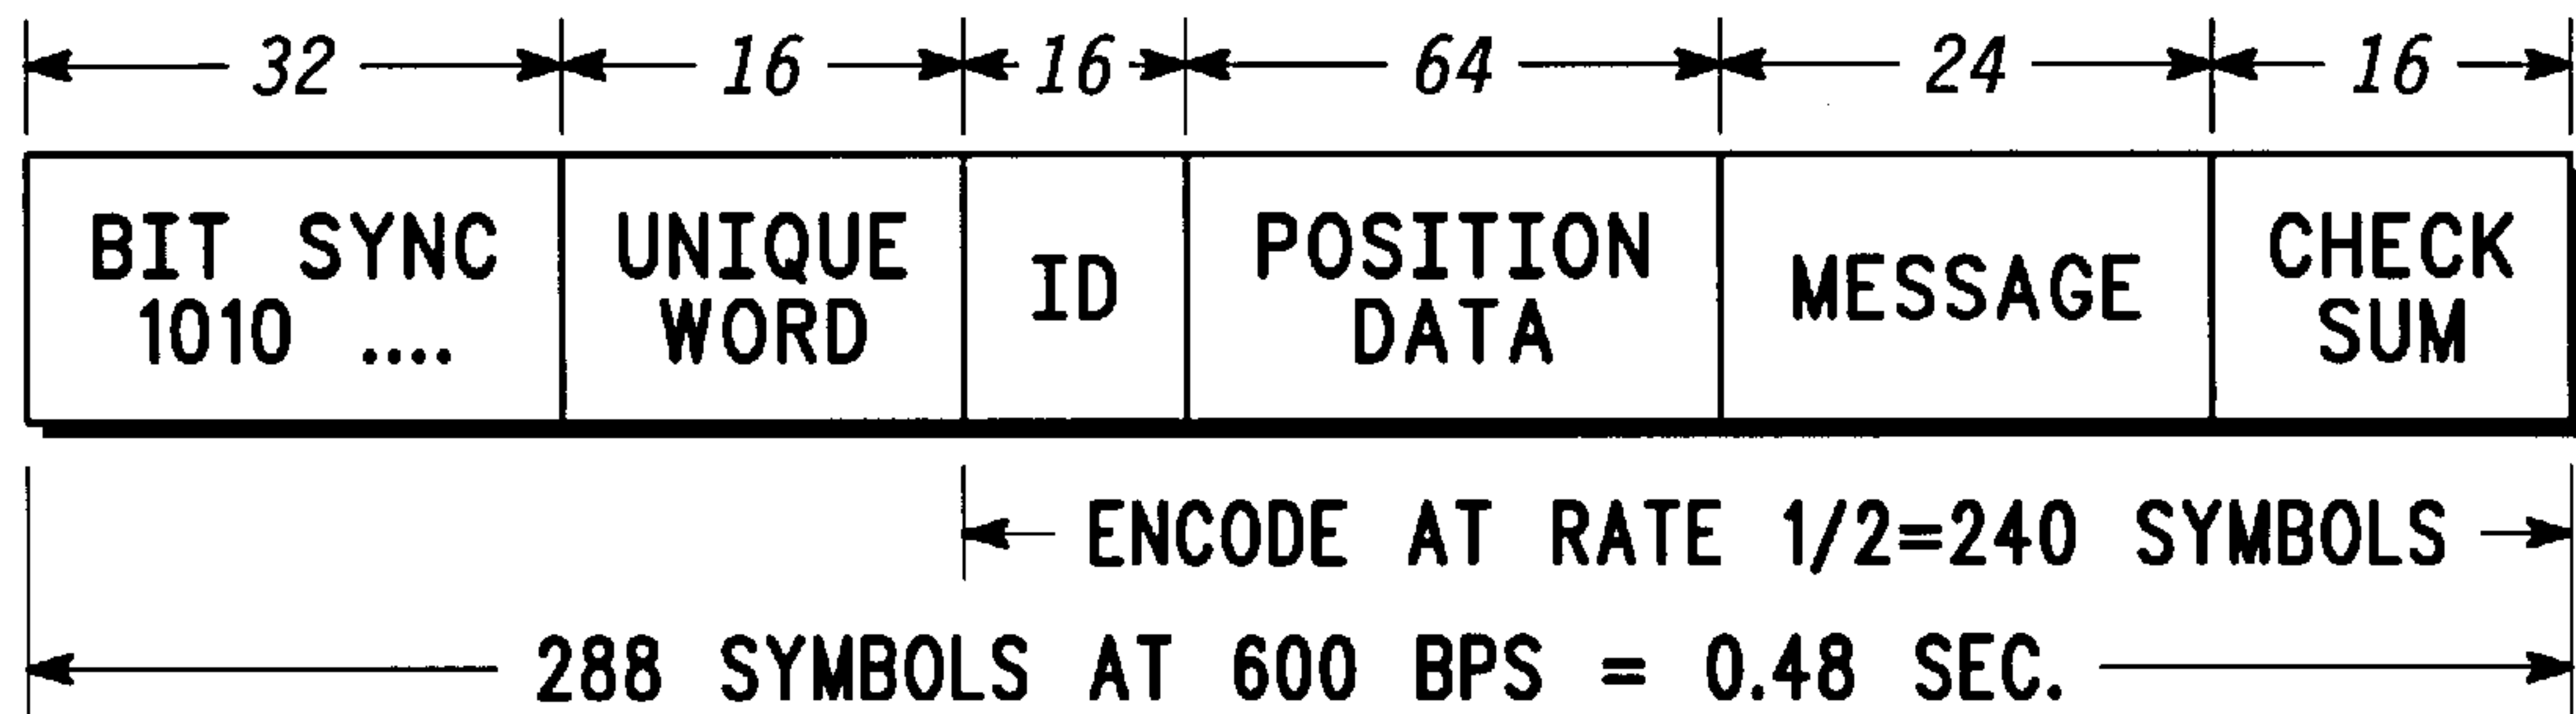 32 16 16 64 24 16
BIT SYNC
1010 ....
UNIQUE
WORD
ID
POSITION
DATA
MESSAGE
CHECK
SUM
ENCODE AT RATE 1/2=240 SYMBOLS
288 SYMBOLS AT 600 BPS = 0.48 SEC.